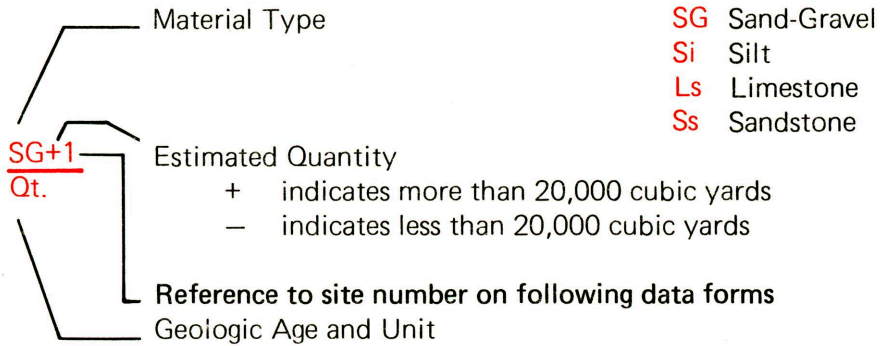 Material Type
SG Sand-Gravel
Si Silt
Ls Limestone
Ss Sandstone
SG+1
Qt.
Estimated Quantity
+ indicates more than 20,000 cubic yards
— indicates less than 20,000 cubic yards
Reference to site number on following data forms
Geologic Age and Unit